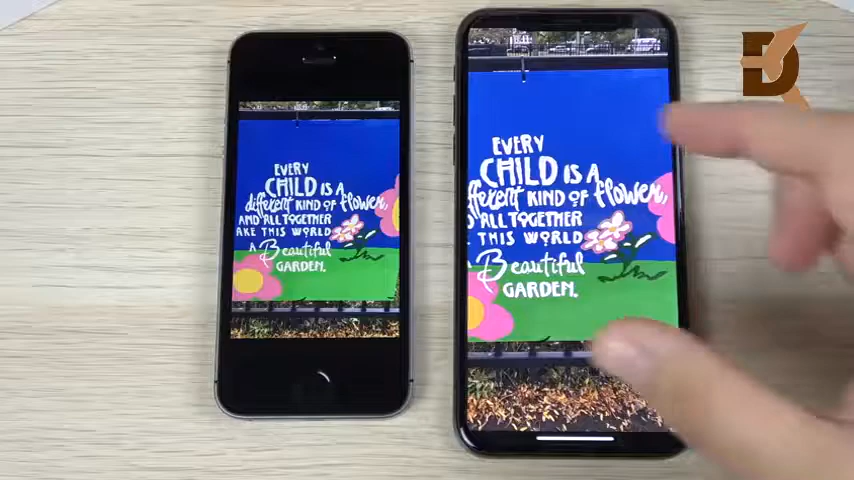 EVERY
CHILD IS A
different KIND OF flower,
AND ALL TOGETHER
AKE THIS WORLD
A Beautiful
GARDEN.
EVERY
CHILD IS A
fferent KIND OF flower,
D ALL TOGETHER
THIS WORLD
Beautiful
GARDEN.